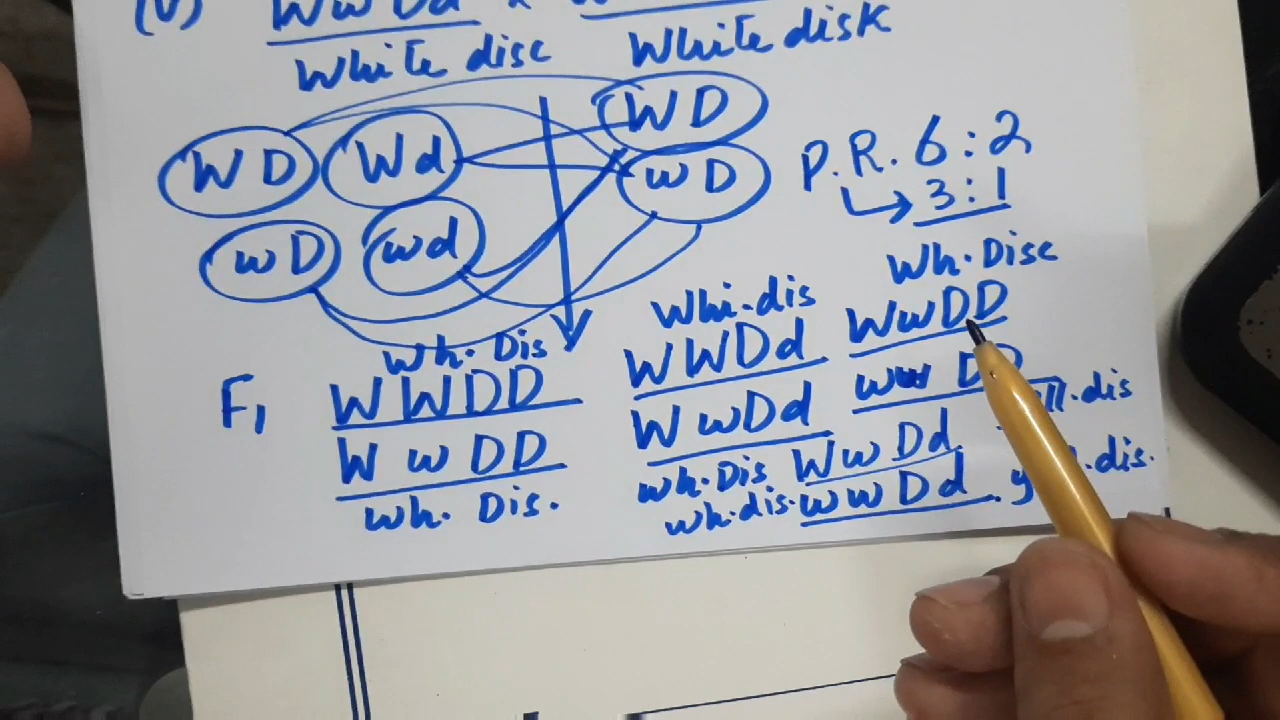 (v) WwDd x
White disc White disk
WD Wd WD
wD wd wD
P.R. 6:2
3:1
Wh. Disc
Wh. Dis Whi. dis WwDD
F1 WWDD WWDd ww
WwDD WwDd
Wh. Dis. wh. Dis WwDd
wh. dis. wwDd